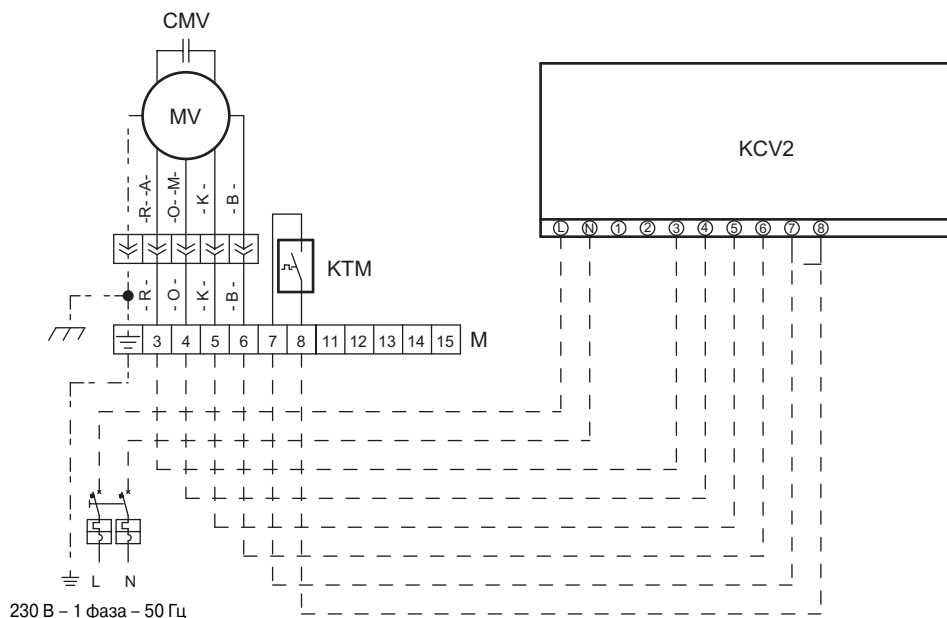 CMV
MV
KCV2
-R- -A-
-O- -M-
- K -
- B -
L N 1 2 3 4 5 6 7 8
KTM
- R -
- O -
- K -
- B -
3 4 5 6 7 8 11 12 13 14 15 M
L N
230 В – 1 фаза – 50 Гц